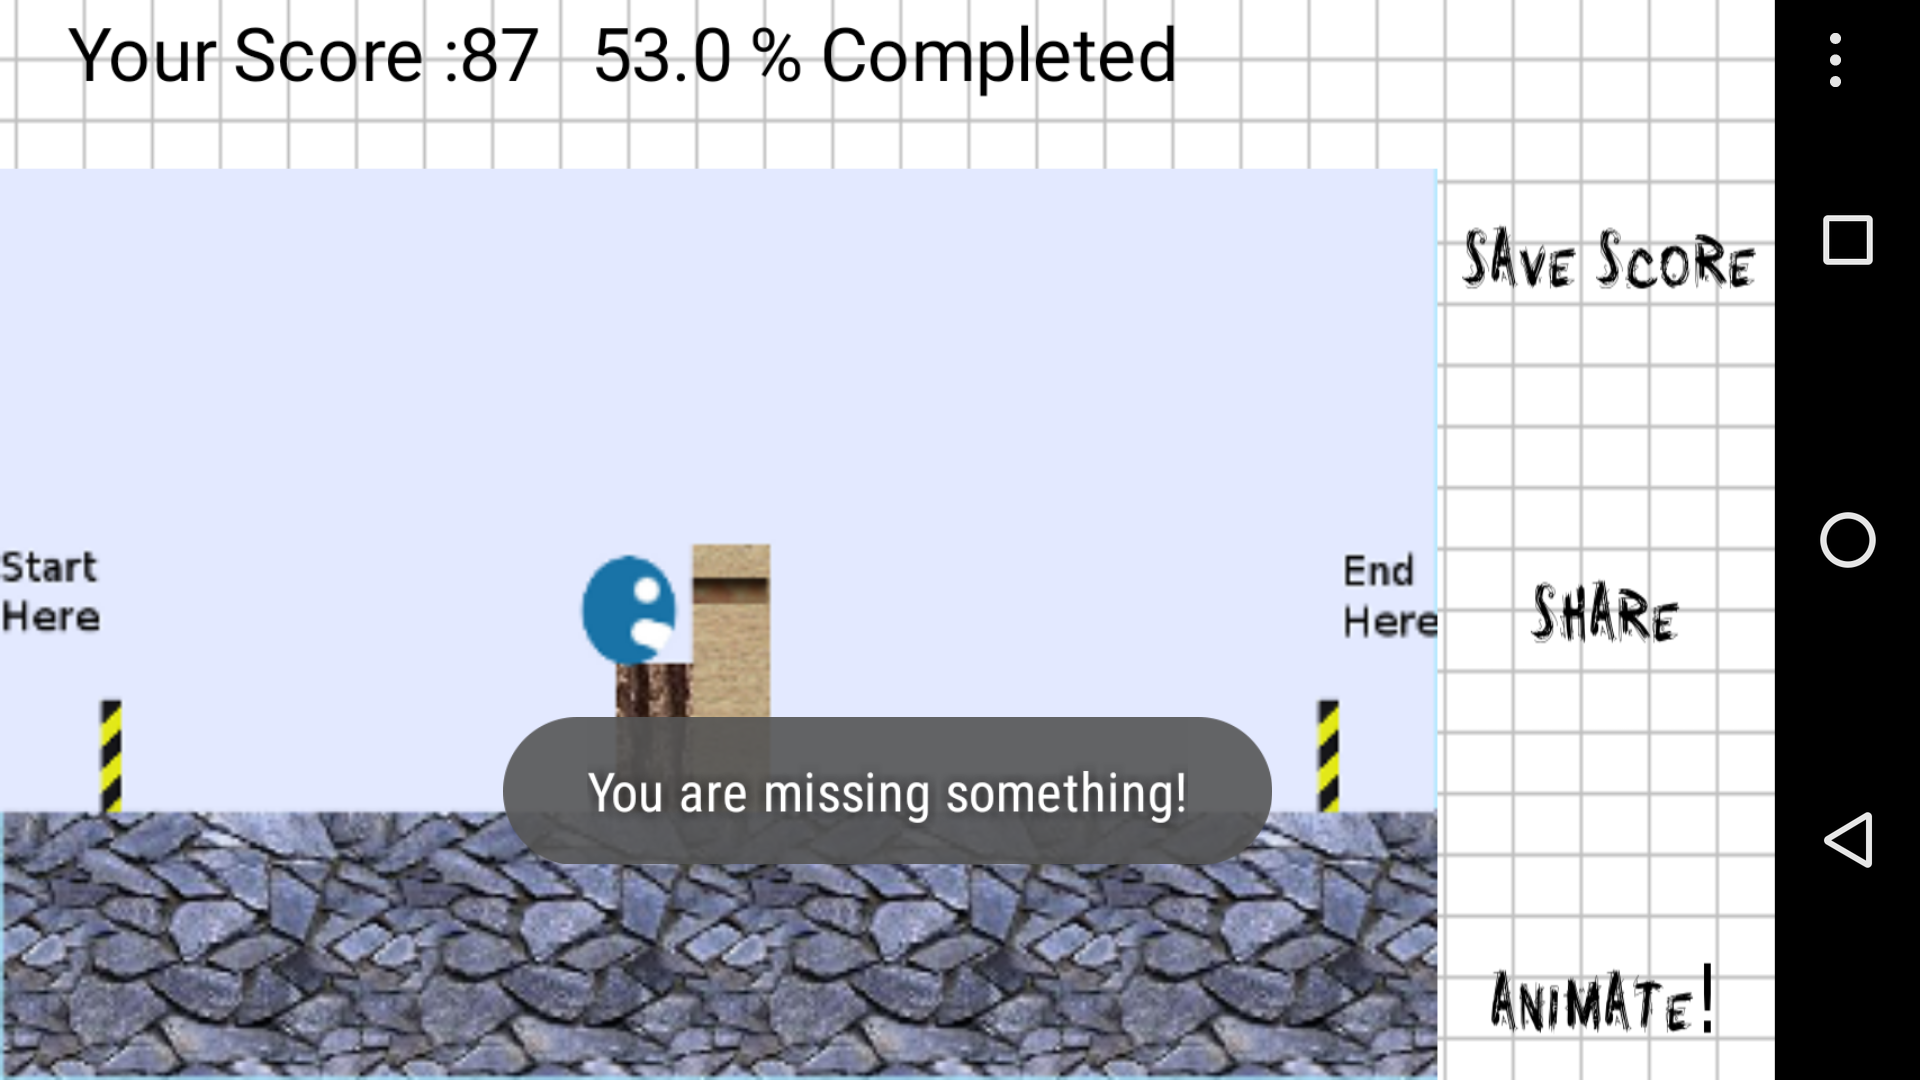 Your Score :87   53.0 % Completed
SAVE SCORE
Start
Here
End
Here
SHARE
You are missing something!
ANIMATE!